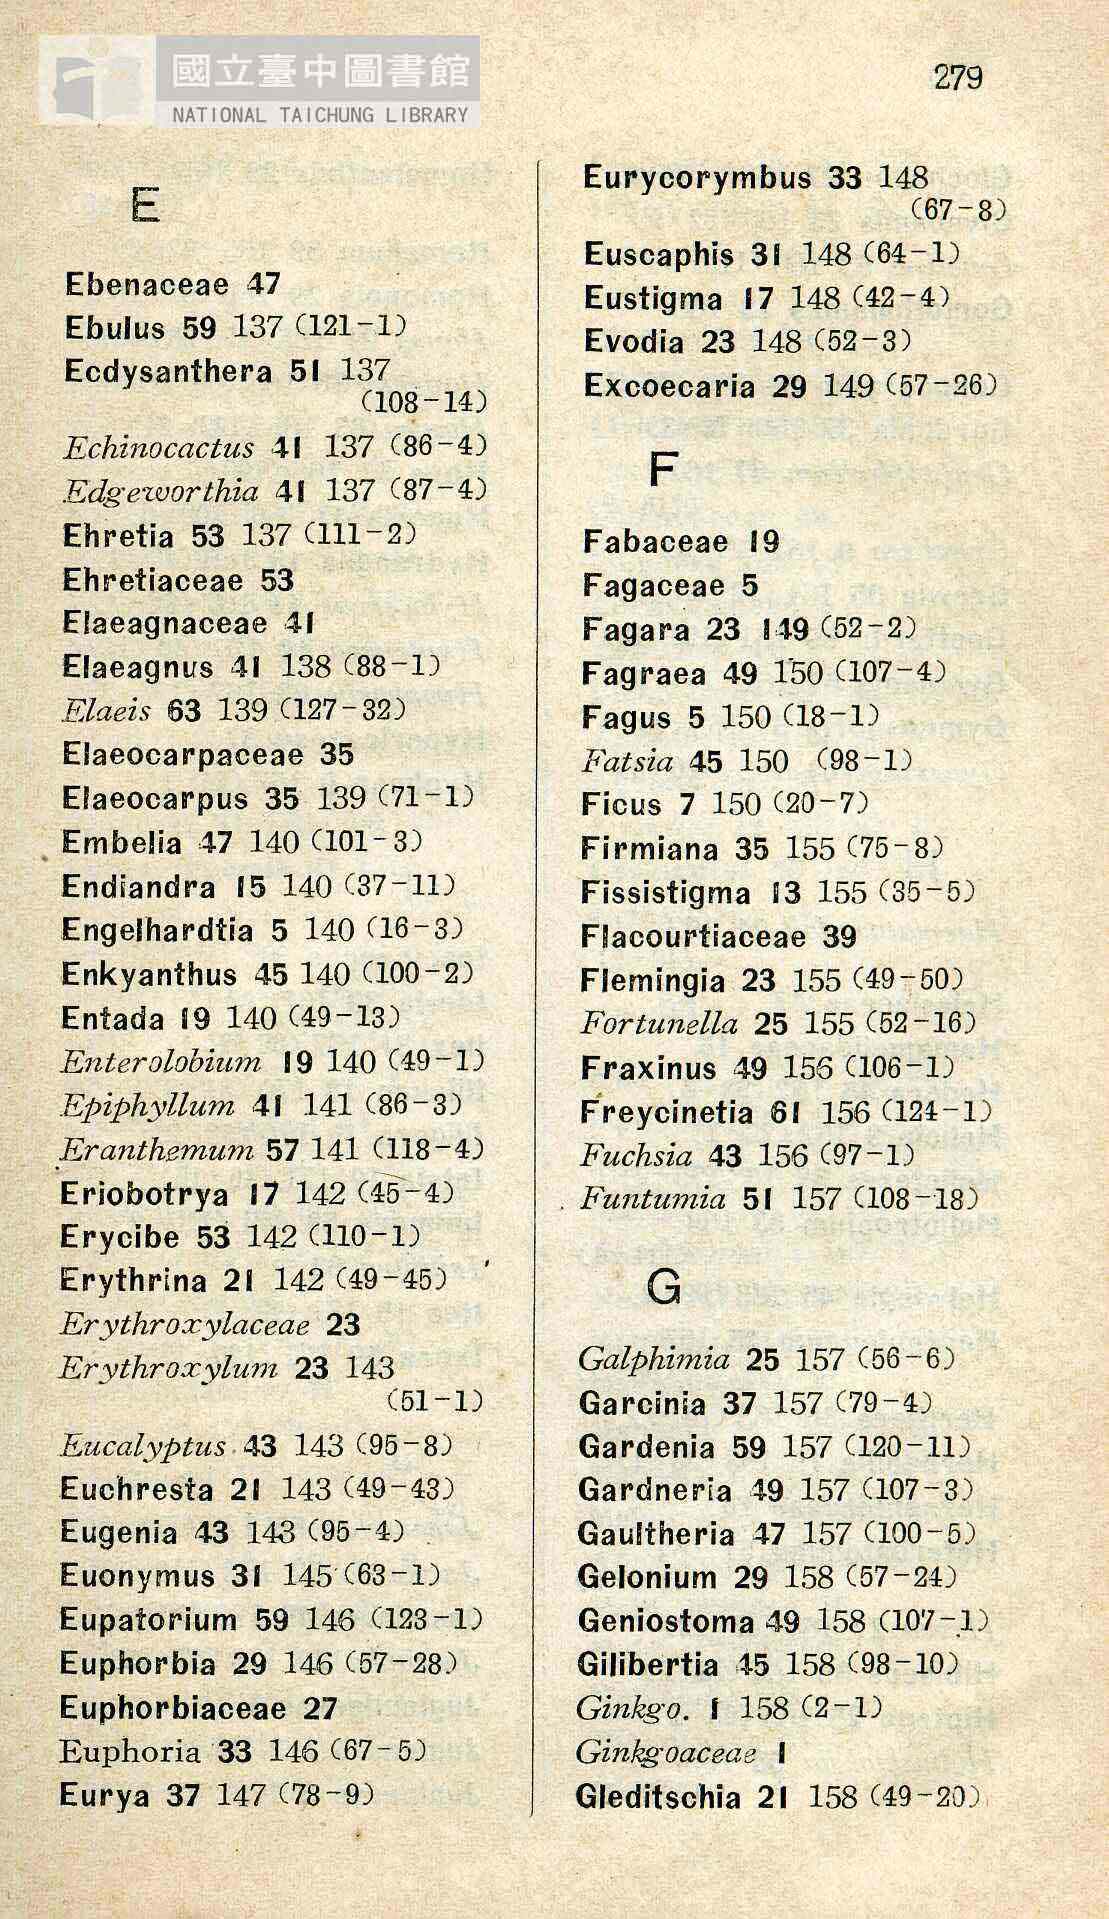 國立臺中圖書館
NATIONAL TAICHUNG LIBRARY
279
E
Ebenaceae 47
Ebulus 59 137 (121-1)
Ecdysanthera 51 137
(108-14)
Echinocactus 41 137 (86-4)
Edgeworthia 41 137 (87-4)
Ehretia 53 137 (111-2)
Ehretiaceae 53
Elaeagnaceae 41
Elaeagnus 41 138 (88-1)
Elaeis 63 139 (127-32)
Elaeocarpaceae 35
Elaeocarpus 35 139 (71-1)
Embelia 47 140 (101-3)
Endiandra 15 140 (37-11)
Engelhardtia 5 140 (16-3)
Enkyanthus 45 140 (100-2)
Entada 19 140 (49-13)
Enterolobium 19 140 (49-1)
Epiphyllum 41 141 (86-3)
Eranthemum 57 141 (118-4)
Eriobotrya 17 142 (45-4)
Erycibe 53 142 (110-1)
Erythrina 21 142 (49-45)
Erythroxylaceae 23
Erythroxylum 23 143
(51-1)
Eucalyptus 43 143 (95-8)
Euchresta 21 143 (49-43)
Eugenia 43 143 (95-4)
Euonymus 31 145 (63-1)
Eupatorium 59 146 (123-1)
Euphorbia 29 146 (57-28)
Euphorbiaceae 27
Euphoria 33 146 (67-5)
Eurya 37 147 (78-9)
Eurycorymbus 33 148
(67-8)
Euscaphis 31 148 (64-1)
Eustigma 17 148 (42-4)
Evodia 23 148 (52-3)
Excoecaria 29 149 (57-26)
F
Fabaceae 19
Fagaceae 5
Fagara 23 149 (52-2)
Fagraea 49 150 (107-4)
Fagus 5 150 (18-1)
Fatsia 45 150 (98-1)
Ficus 7 150 (20-7)
Firmiana 35 155 (75-8)
Fissistigma 13 155 (35-5)
Flacourtiaceae 39
Flemingia 23 155 (49-50)
Fortunella 25 155 (52-16)
Fraxinus 49 156 (106-1)
Freycinetia 61 156 (124-1)
Fuchsia 43 156 (97-1)
Funtumia 51 157 (108-18)
G
Galphimia 25 157 (56-6)
Garcinia 37 157 (79-4)
Gardenia 59 157 (120-11)
Gardneria 49 157 (107-3)
Gaultheria 47 157 (100-5)
Gelonium 29 158 (57-24)
Geniostoma 49 158 (107-1)
Gilibertia 45 158 (98-10)
Ginkgo. 1 158 (2-1)
Ginkgoaceae 1
Gleditschia 21 158 (49-20)